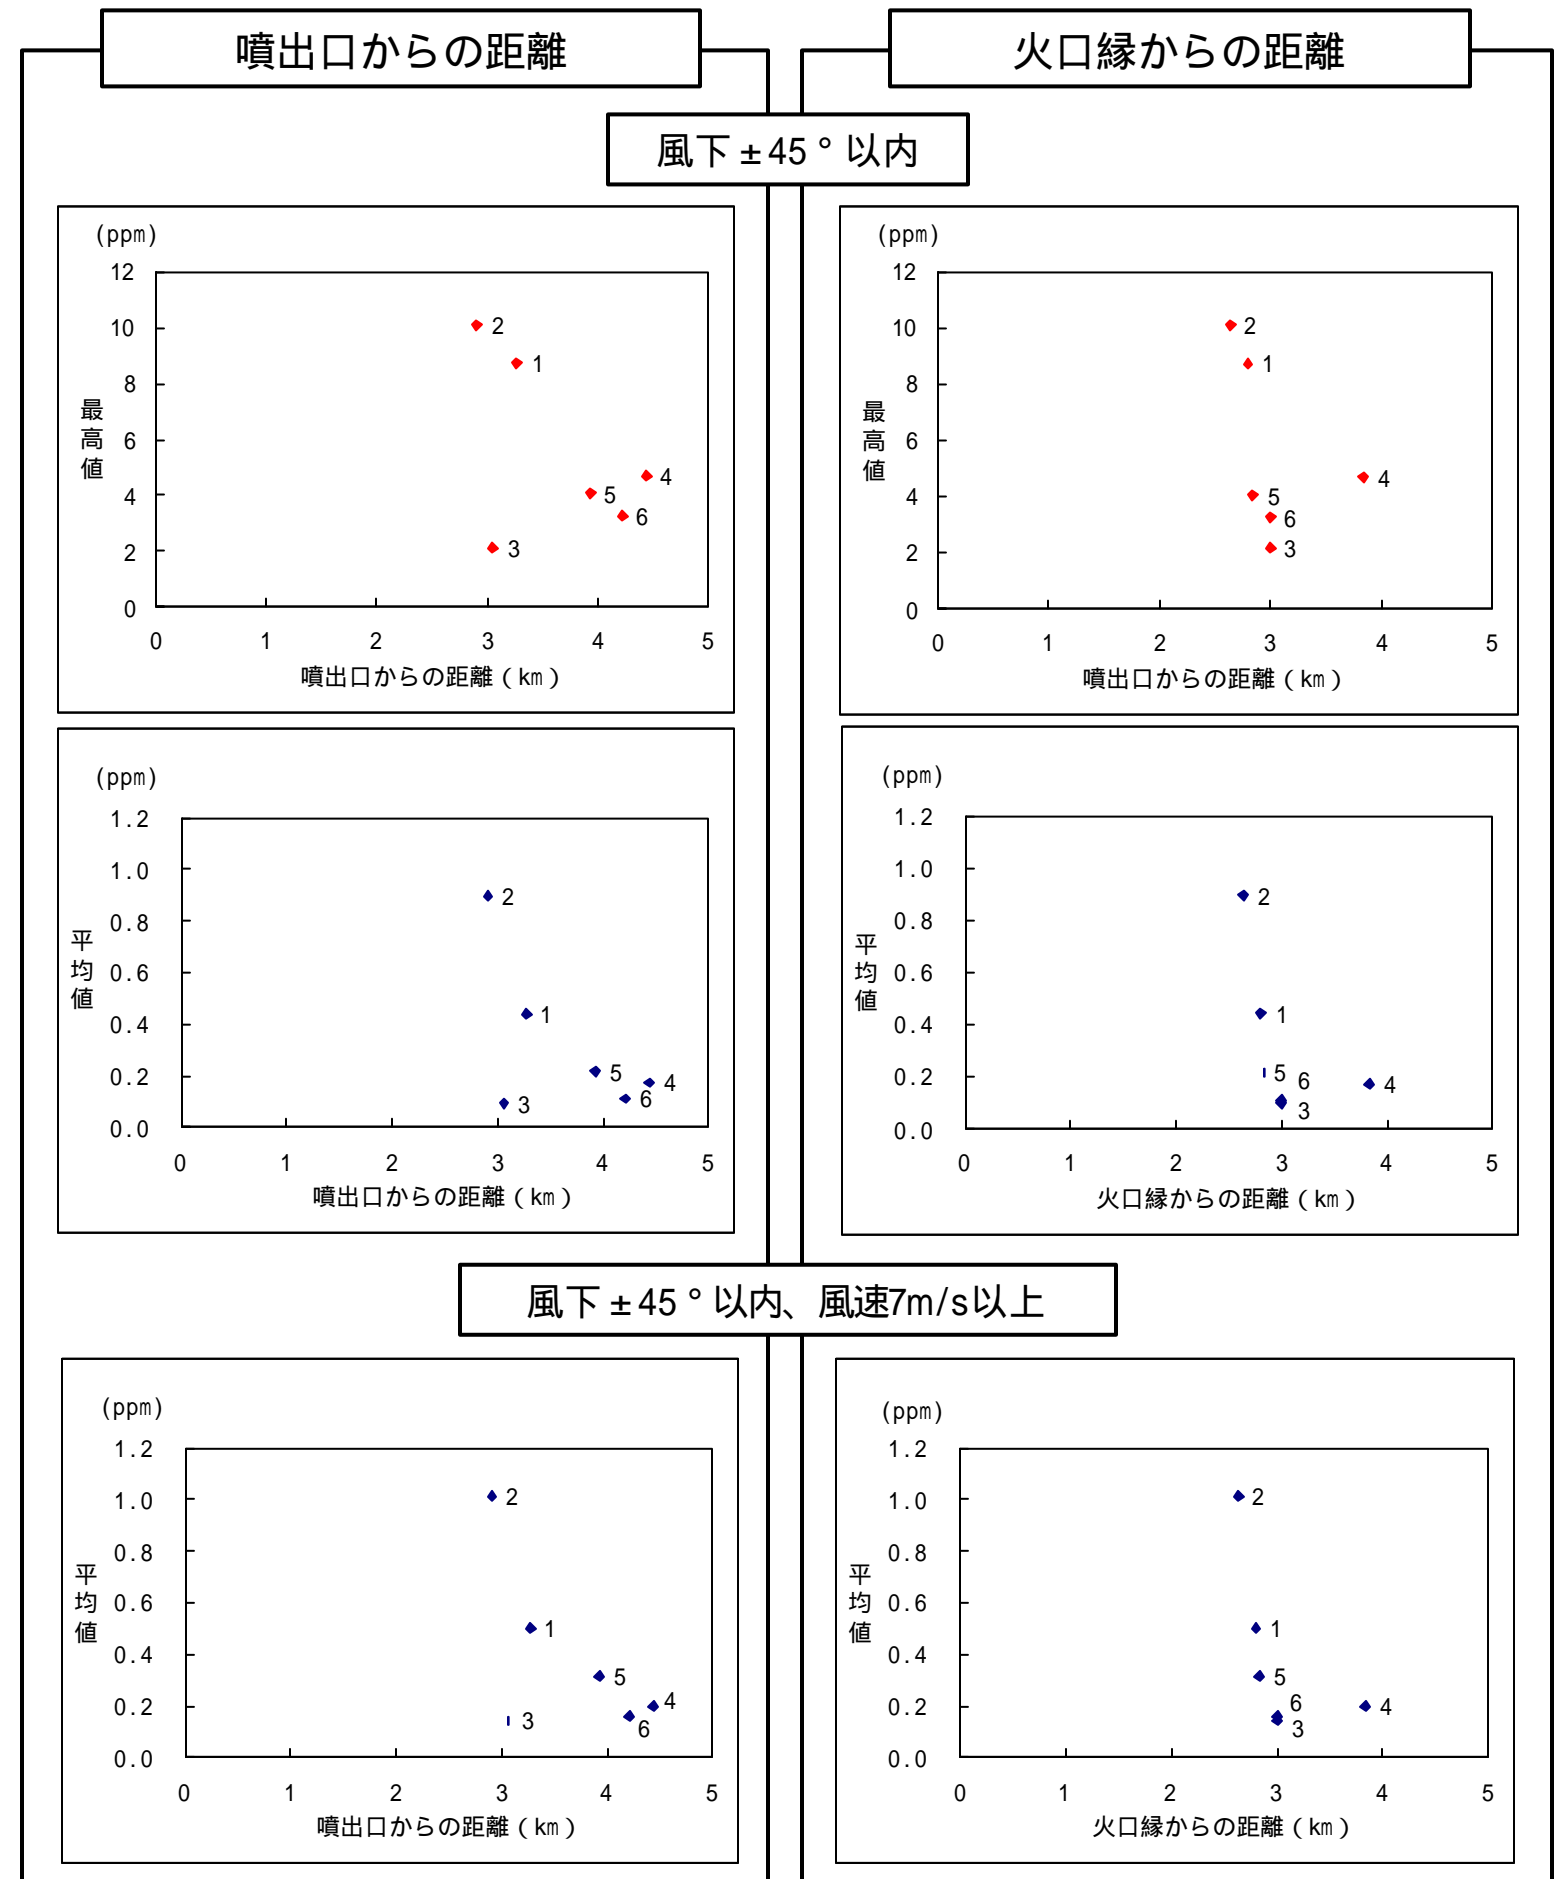 噴出口からの距離
火口縁からの距離
風下±45°以内
(ppm)
12
10
8
6
4
2
0
最高値
2
1
4
5
6
3
0 1 2 3 4 5
噴出口からの距離(km)
(ppm)
12
10
8
6
4
2
0
最高値
2
1
4
5
6
3
0 1 2 3 4 5
噴出口からの距離(km)
(ppm)
1.2
1.0
0.8
0.6
0.4
0.2
0.0
平均値
2
1
5
4
6
3
0 1 2 3 4 5
噴出口からの距離(km)
(ppm)
1.2
1.0
0.8
0.6
0.4
0.2
0.0
平均値
2
1
5
6
4
3
0 1 2 3 4 5
火口縁からの距離(km)
風下±45°以内、風速7m/s以上
(ppm)
1.2
1.0
0.8
0.6
0.4
0.2
0.0
平均値
2
1
5
4
3
6
0 1 2 3 4 5
噴出口からの距離(km)
(ppm)
1.2
1.0
0.8
0.6
0.4
0.2
0.0
平均値
2
1
5
6
4
3
0 1 2 3 4 5
火口縁からの距離(km)